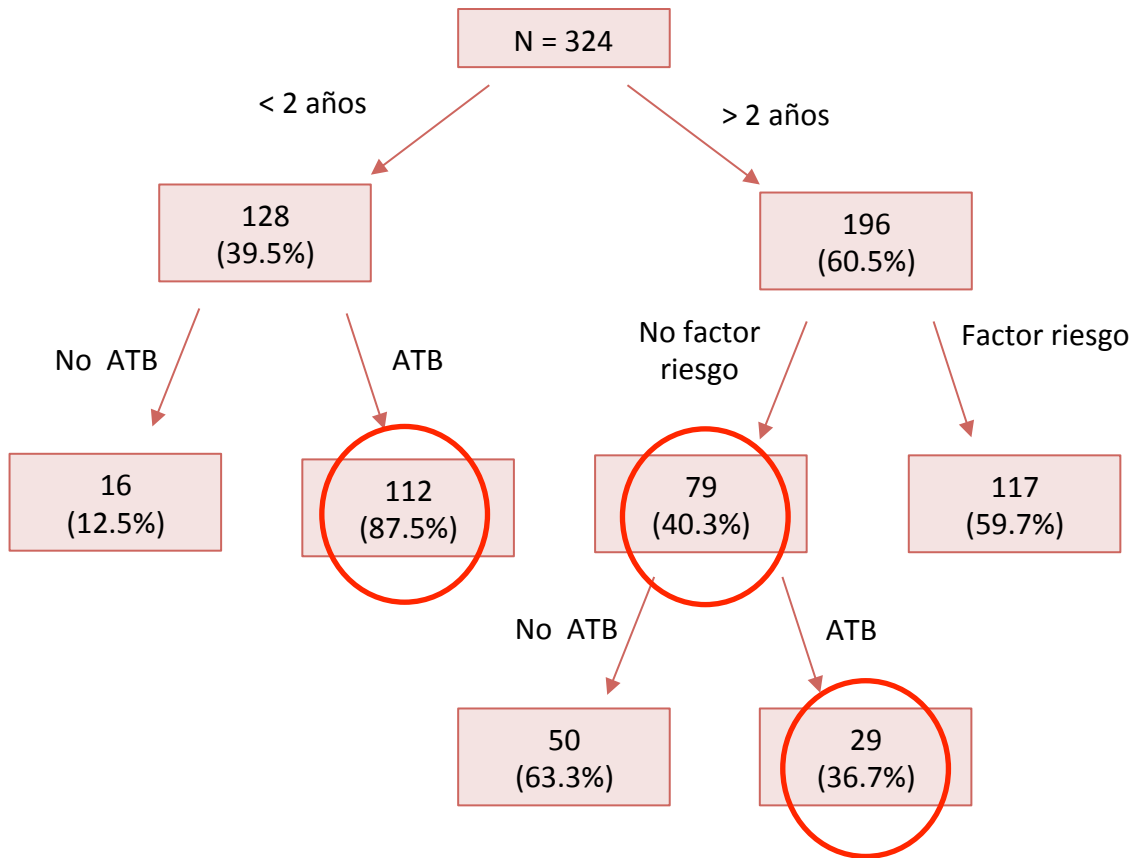 N = 324
< 2 años
> 2 años
128
(39.5%)
196
(60.5%)
No ATB
ATB
No factor
riesgo
Factor riesgo
16
(12.5%)
112
(87.5%)
79
(40.3%)
117
(59.7%)
No ATB
ATB
50
(63.3%)
29
(36.7%)